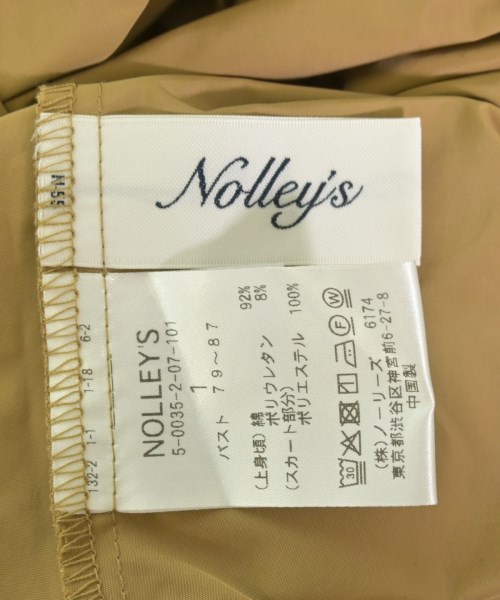 Nolley's
NOLLEY'S
5-0035-2-07-101
1
バスト 79〜87
(上身頃) 綿 92%
ポリウレタン 8%
(スカート部分)
ポリエステル 100%
30
F W
(株)ノーリーズ 6174
東京都渋谷区神宮前6-27-8
中国製
132-2 1-1 1-18 6-2